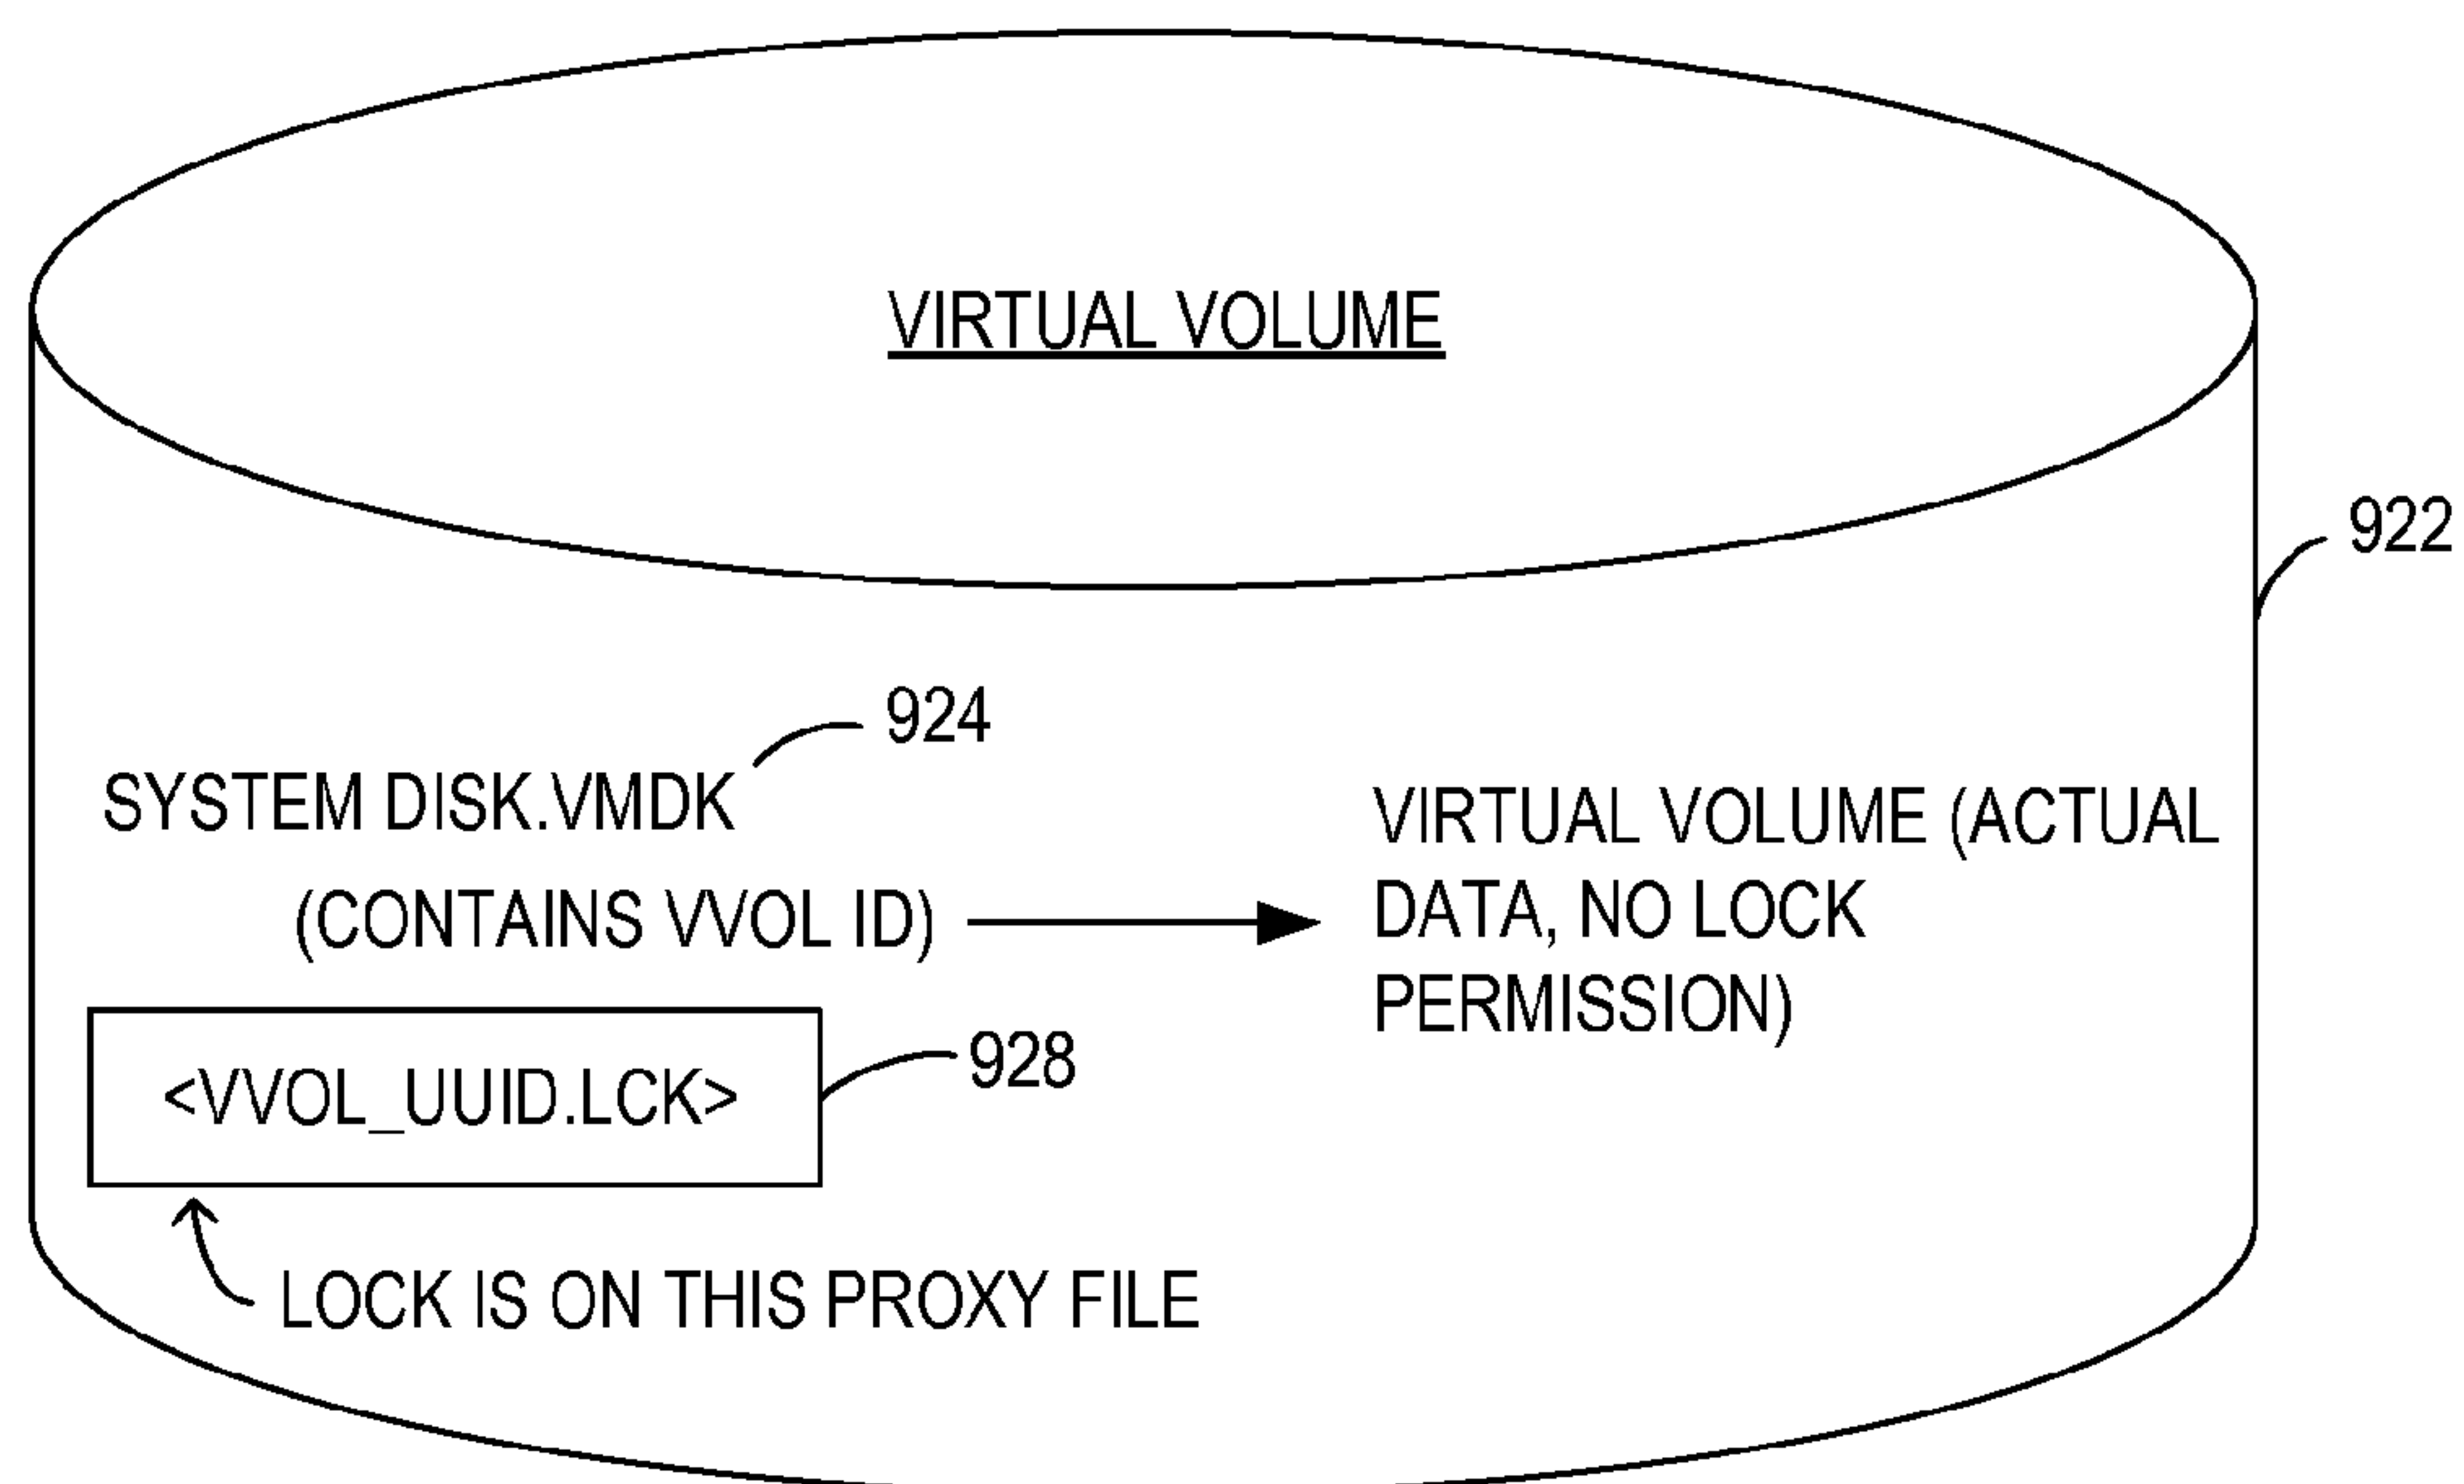 VIRTUAL VOLUME
922
924
SYSTEM DISK.VMDK
(CONTAINS VVOL ID)
VIRTUAL VOLUME (ACTUAL
DATA, NO LOCK
PERMISSION)
928
<VVOL_UUID.LCK>
LOCK IS ON THIS PROXY FILE